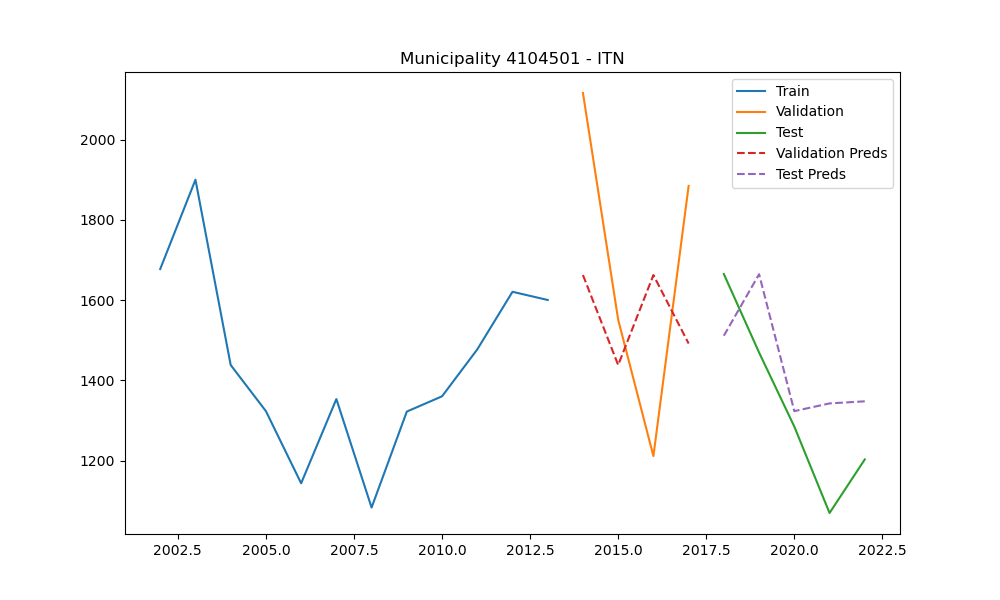 Municipality 4104501 - ITN
Train
Validation
Test
Validation Preds
Test Preds
2000
1800
1600
1400
1200
2002.5 2005.0 2007.5 2010.0 2012.5 2015.0 2017.5 2020.0 2022.5